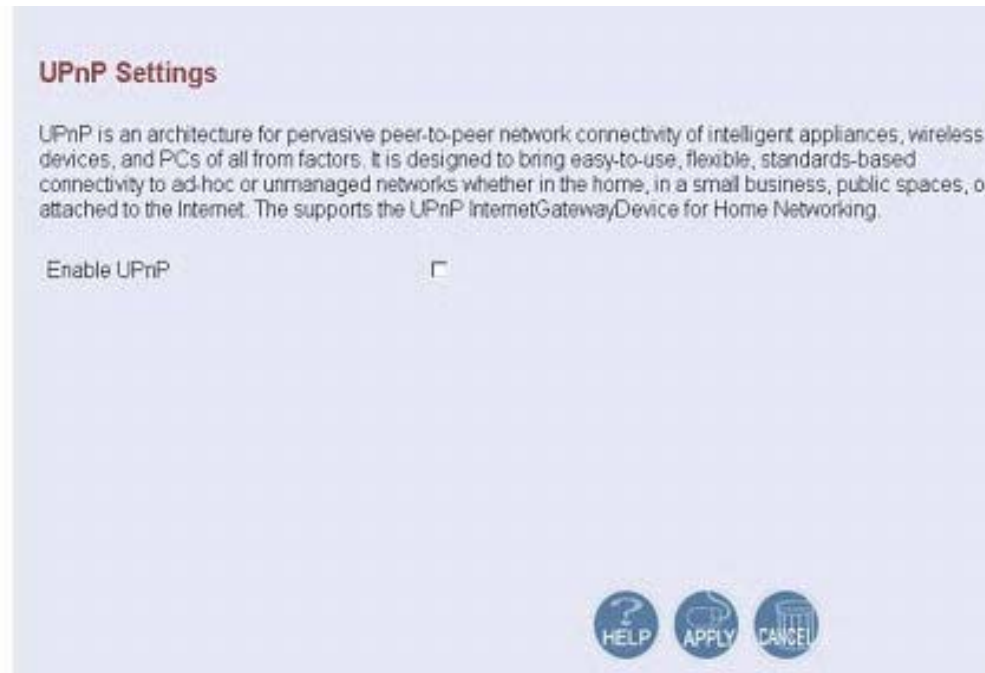 UPnP Settings
UPnP is an architecture for pervasive peer-to-peer network connectivity of intelligent appliances, wireless
devices, and PCs of all from factors. It is designed to bring easy-to-use, flexible, standards-based
connectivity to ad-hoc or unmanaged networks whether in the home, in a small business, public spaces, o
attached to the Internet. The supports the UPnP InternetGatewayDevice for Home Networking.
Enable UPnP
HELP APPLY CANCEL